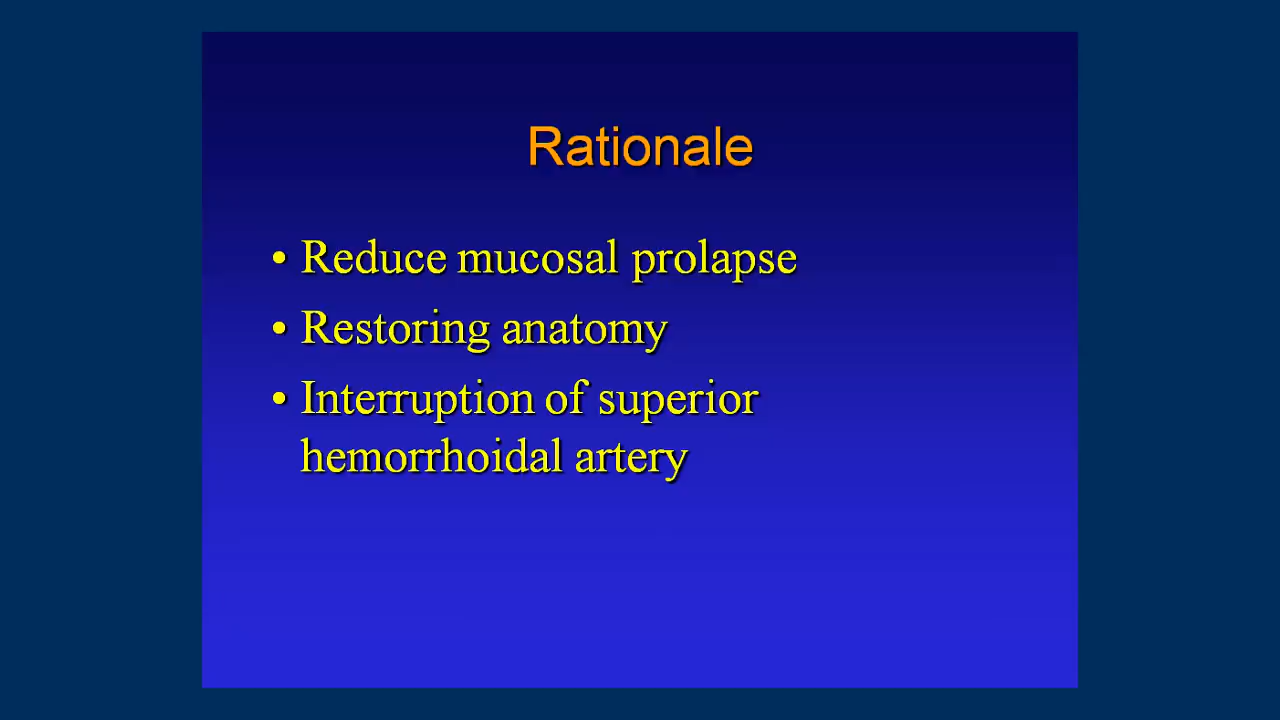 Rationale
• Reduce mucosal prolapse
• Restoring anatomy
• Interruption of superior
hemorrhoidal artery